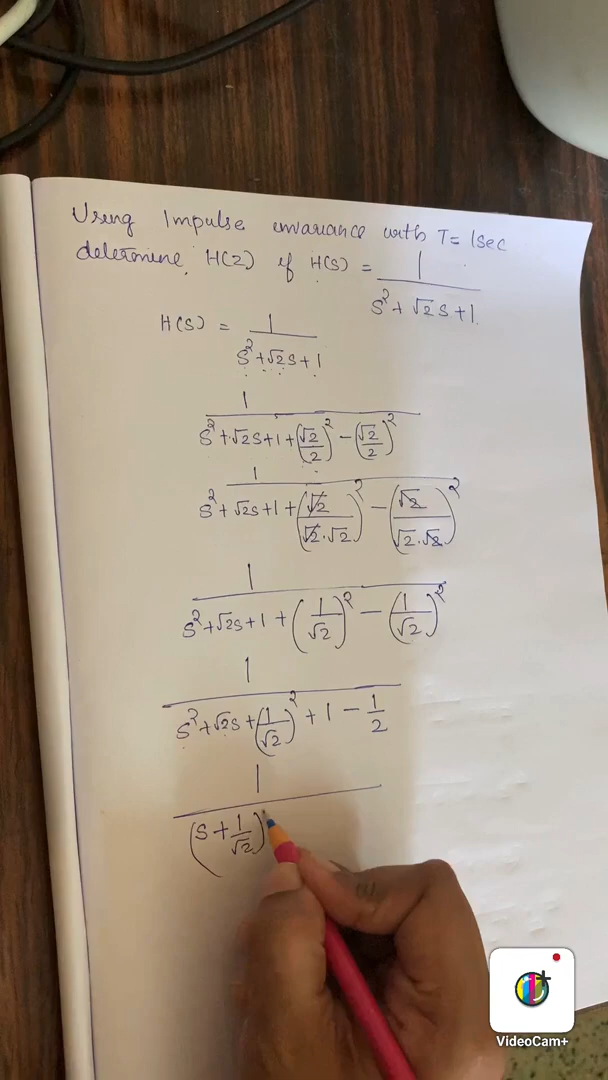 Using Impulse invariance with T= 1sec
determine, H(Z) if H(s) = 1 / (s² + √2 s + 1.)
H(s) = 1 / (s² + √2s + 1)
1 / (s² + √2s + 1 + (√2/2)² - (√2/2)²)
1 / (s² + √2s + 1 + (√2/(√2·√2))² - (√2/(√2·√2))²)
1 / (s² + √2s + 1 + (1/√2)² - (1/√2)²)
1 / (s² + √2s + (1/√2)² + 1 - 1/2)
1 / (s + 1/√2)
VideoCam+